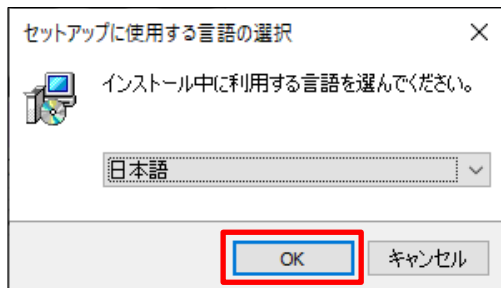 セットアップに使用する言語の選択
インストール中に利用する言語を選んでください。
日本語
OK
キャンセル